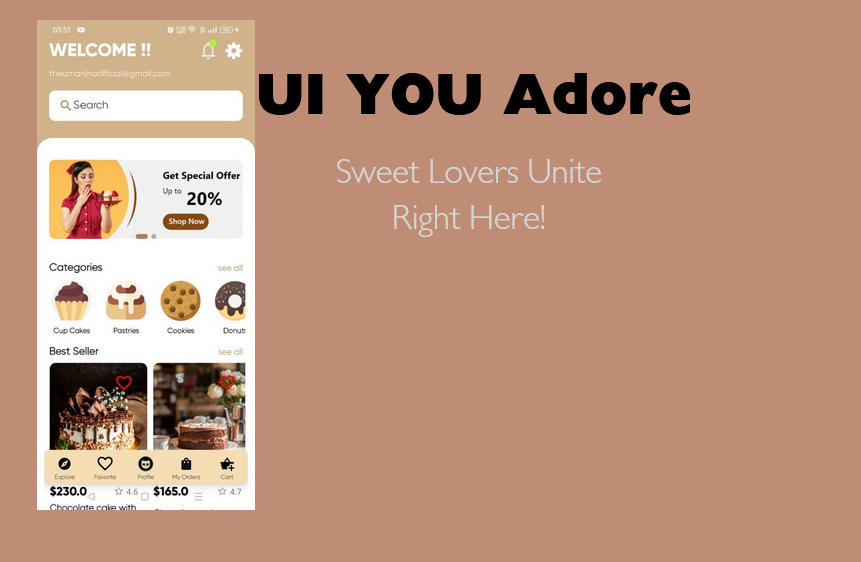 03:51
WELCOME !!
theamanjhaofficial@gmail.com
Search
Get Special Offer
Up to
20%
Shop Now
Categories
see all
Cup Cakes
Pastries
Cookies
Donuts
Best Seller
see all
Explore
Favorite
Profile
My Orders
Cart
$230.0
4.6
$165.0
4.7
Chocolate cake with
UI YOU Adore
Sweet Lovers Unite
Right Here!